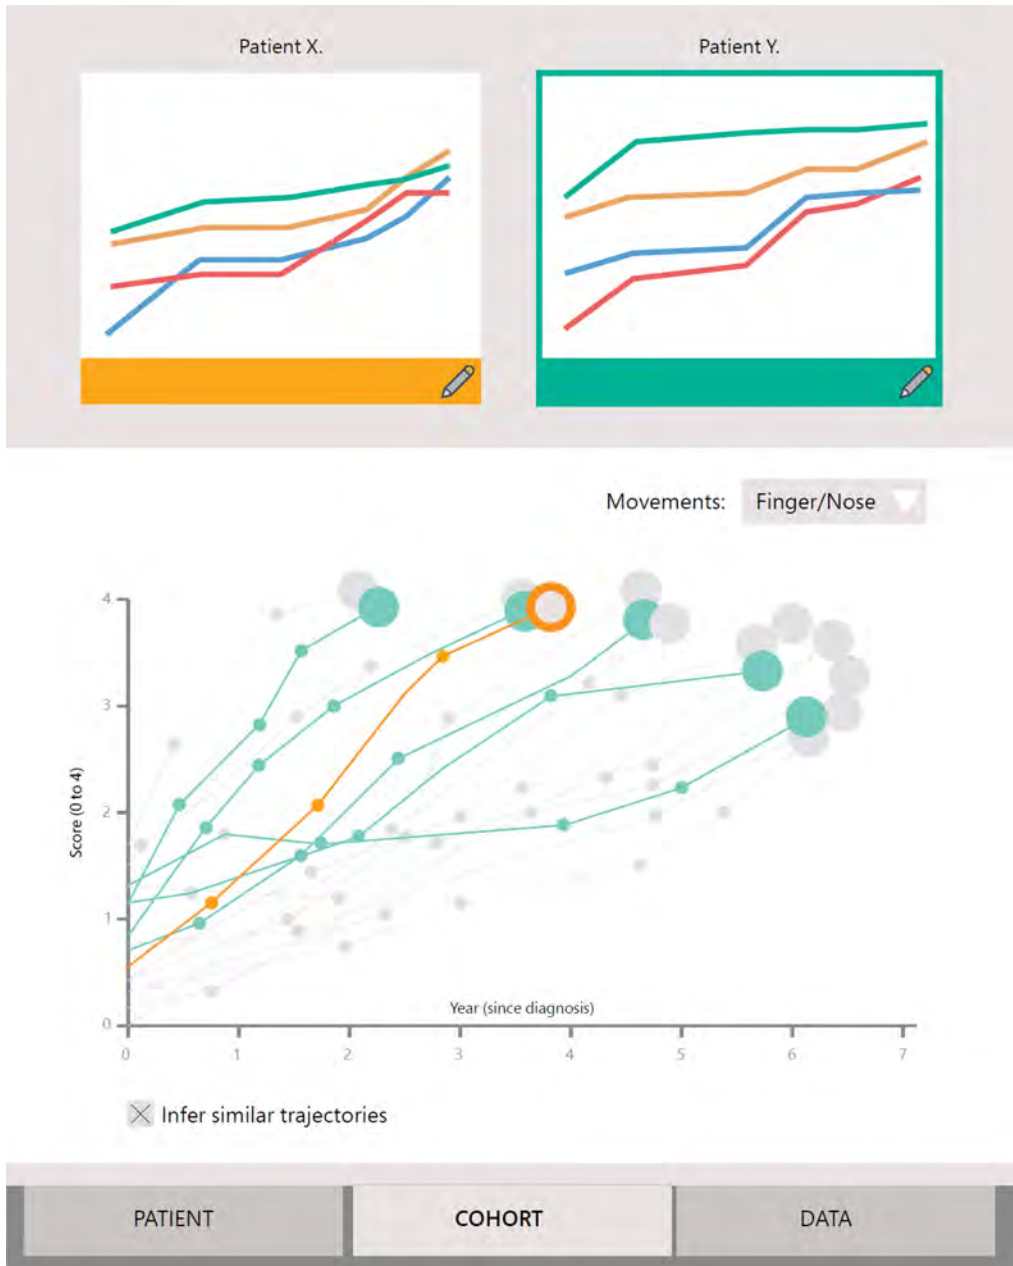 Patient X.
Patient Y.
Movements: Finger/Nose
4
3
2
1
0
Score (0 to 4)
Year (since diagnosis)
0 1 2 3 4 5 6 7
Infer similar trajectories
PATIENT COHORT DATA